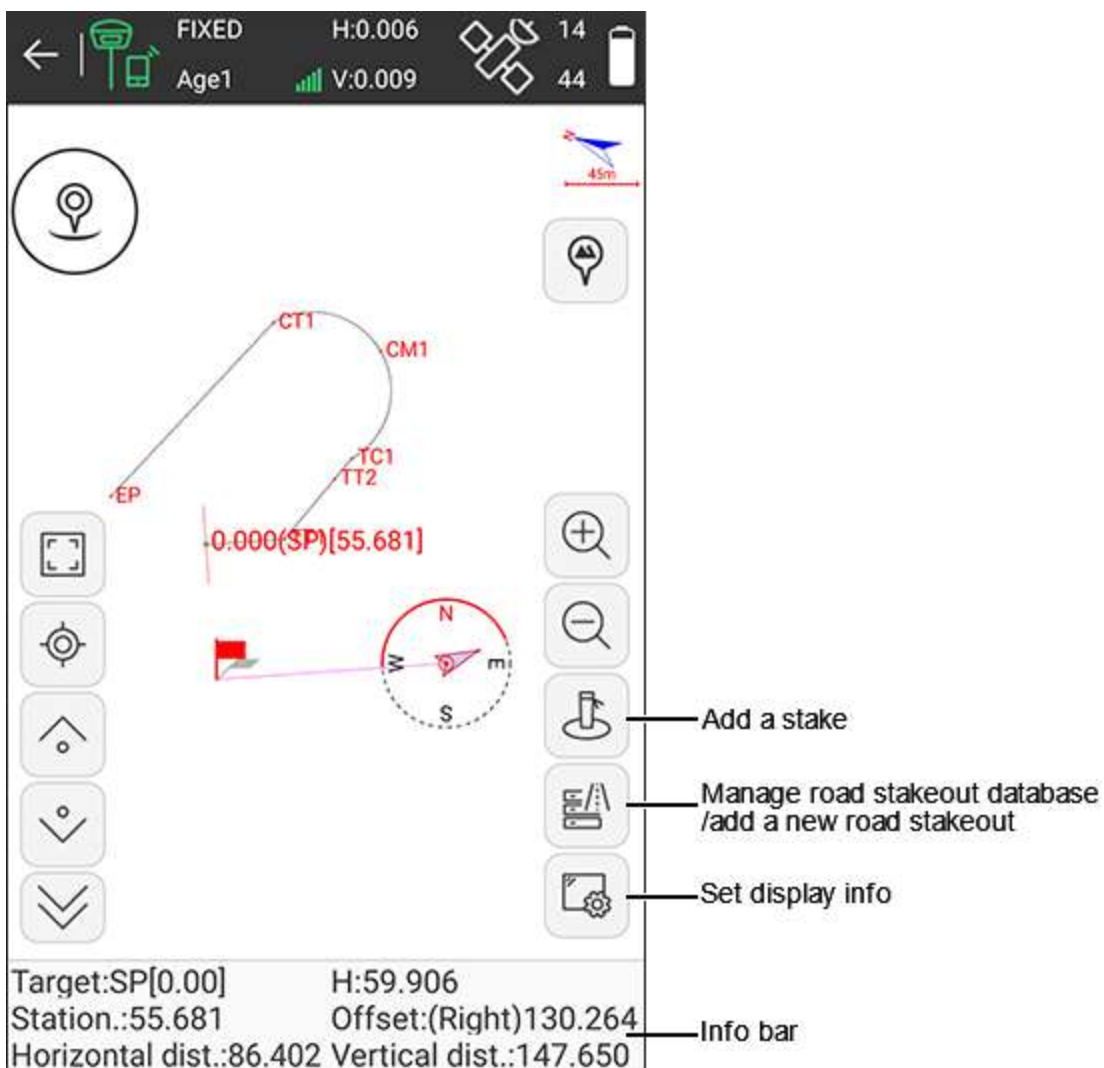 FIXED H:0.006 14
Age1 V:0.009 44
N
45m
CT1
CM1
TC1
TT2
EP
0.000(SP)[55.681]
N
W E
S
Add a stake
Manage road stakeout database
/add a new road stakeout
Set display info
Target:SP[0.00] H:59.906
Station.:55.681 Offset:(Right)130.264
Info bar
Horizontal dist.:86.402 Vertical dist.:147.650